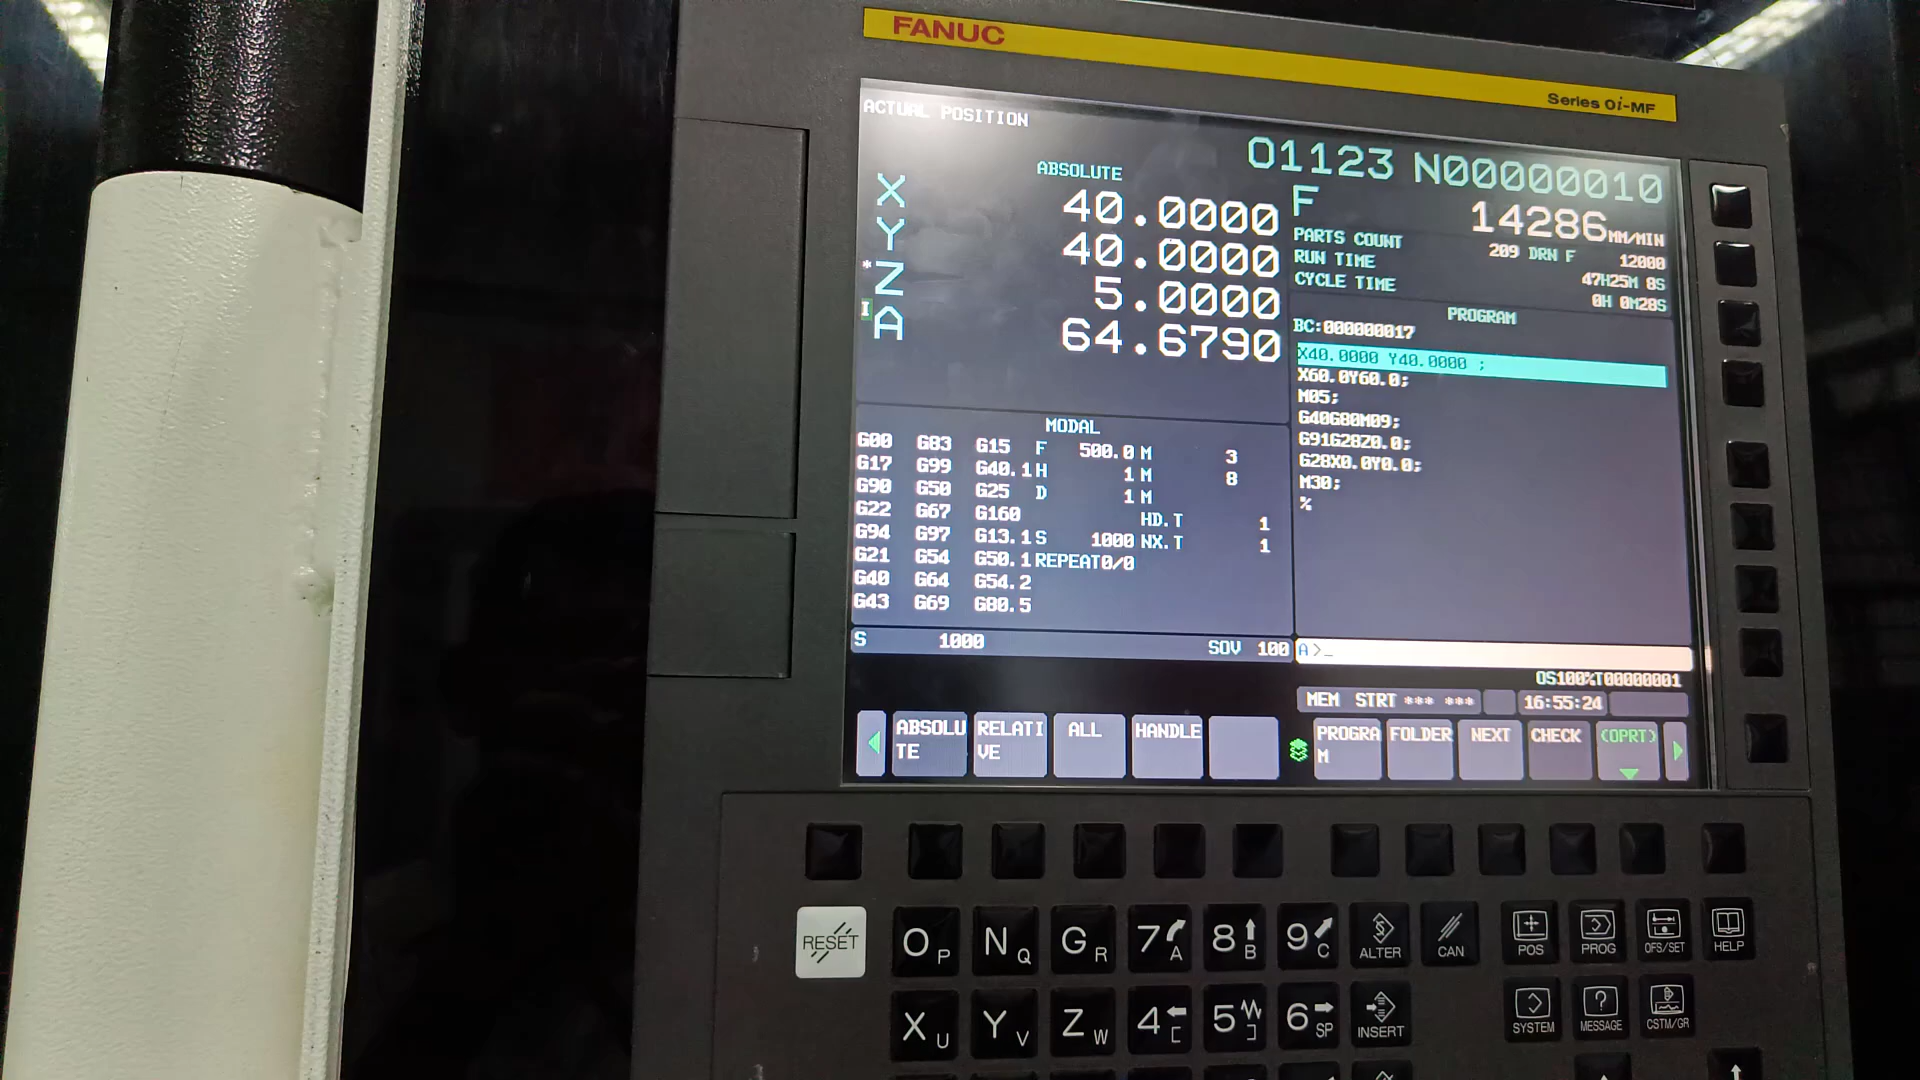 FANUC
Series 0i-MF
ACTUAL POSITION
O1123 N00000010
ABSOLUTE
X 40.0000
Y 40.0000
*Z 5.0000
I A 64.6790
F 14286 MM/MIN
PARTS COUNT 209 DRN F 12000
RUN TIME 47H25M 8S
CYCLE TIME 0H 0M28S
PROGRAM
BC:000000017
X40.0000 Y40.0000 ;
X60.0Y60.0;
M05;
G40G80M09;
G91G28Z0.0;
G28X0.0Y0.0;
M30;
%
MODAL
G00 G83 G15 F 500.0 M 3
G17 G99 G40.1 H 1 M 8
G90 G50 G25 D 1 M
G22 G67 G160 HD.T 1
G94 G97 G13.1 S 1000 NX.T 1
G21 G54 G50.1 REPEAT0/0
G40 G64 G54.2
G43 G69 G80.5
S 1000 SOV 100
A>_
OS100%T00000001
MEM STRT *** *** 16:55:24
ABSOLU
TE
RELATI
VE
ALL
HANDLE
PROGRA
M
FOLDER
NEXT
CHECK
(OPRT)
RESET
O P
N Q
G R
7 A
8 B
9 C
ALTER
CAN
POS
PROG
OFS/SET
HELP
X U
Y V
Z W
4 [
5 ]
6 SP
INSERT
SYSTEM
MESSAGE
CSTM/GR